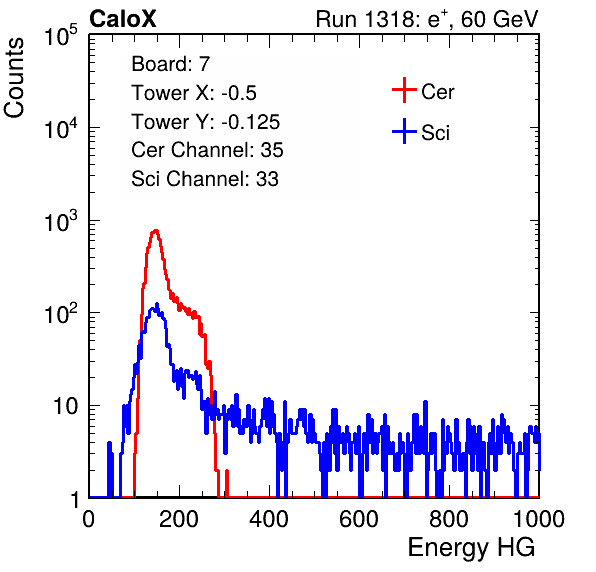 CaloX Run 1318: e⁺, 60 GeV
Counts
10⁵
10⁴
10³
10²
10
1
Board: 7
Tower X: -0.5
Tower Y: -0.125
Cer Channel: 35
Sci Channel: 33
Cer
Sci
0 200 400 600 800 1000
Energy HG